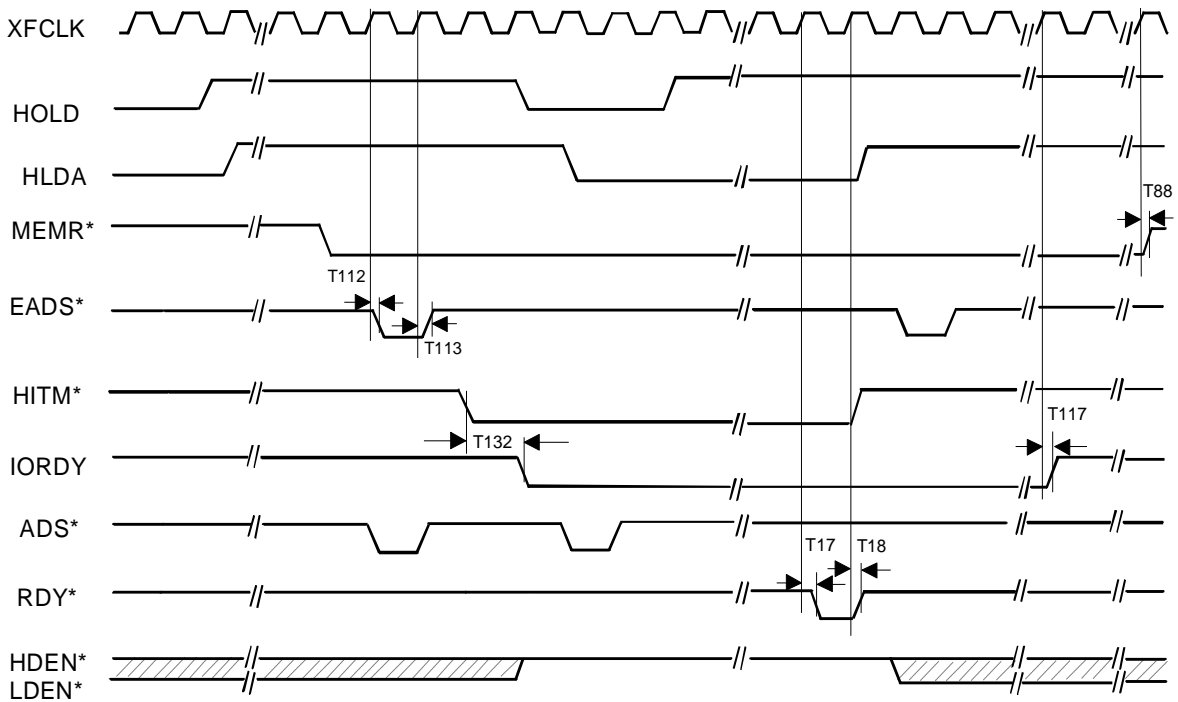 XFCLK
HOLD
HLDA
T88
MEMR*
T112
EADS*
T113
HITM*
T117
T132
IORDY
ADS*
T17
T18
RDY*
HDEN*
LDEN*